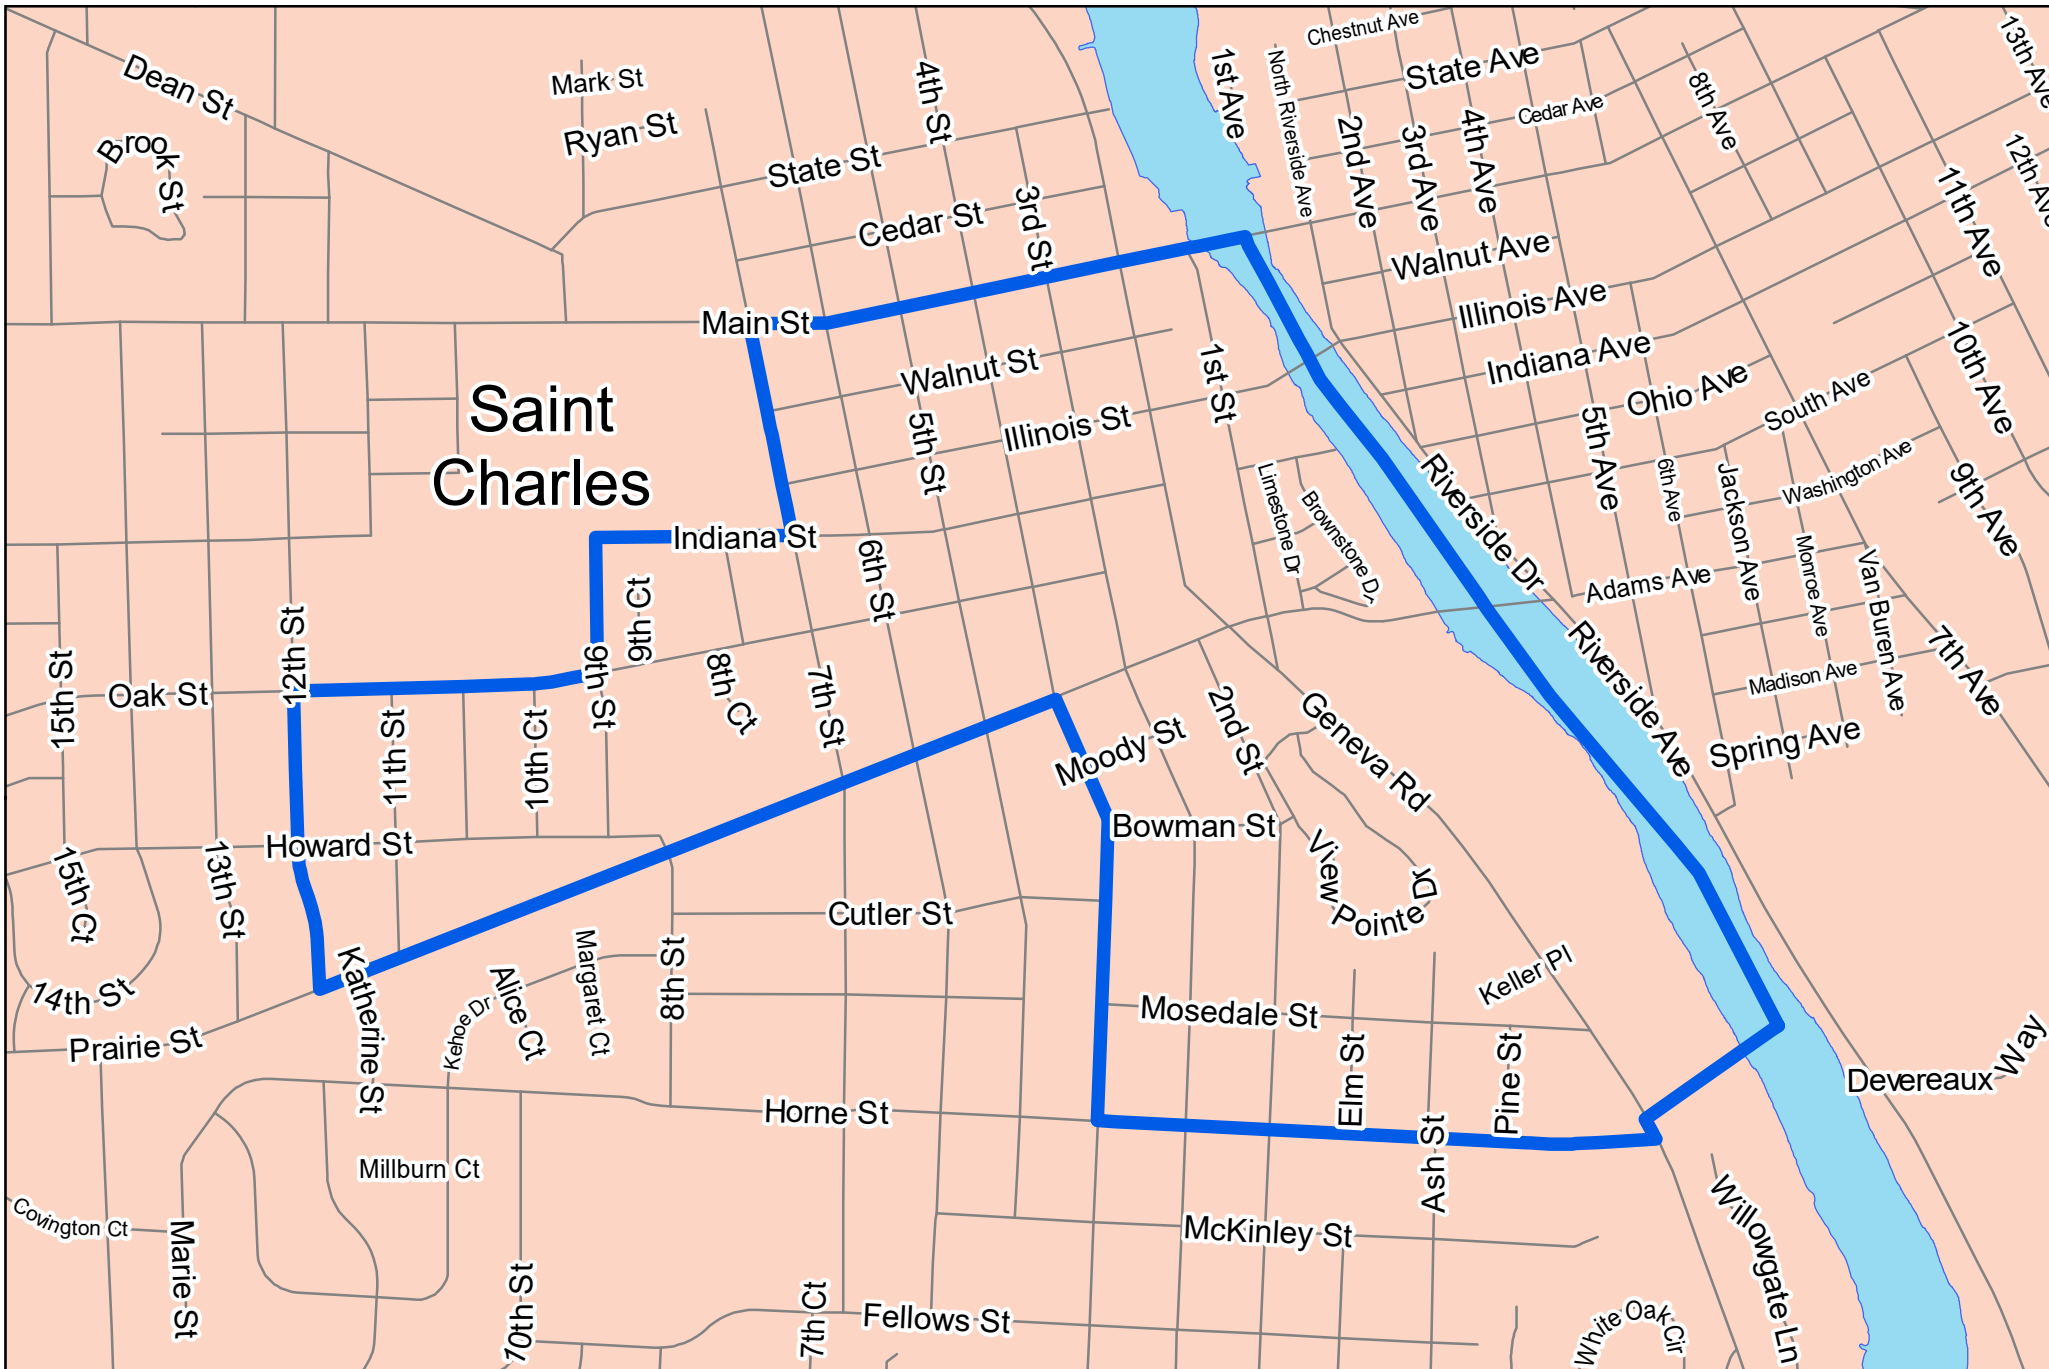 Chestnut Ave
13th Ave
Dean St
Mark St
4th St
1st Ave
North Riverside Ave
State Ave
8th Ave
Cedar Ave
Brook St
Ryan St
State St
2nd Ave
3rd Ave
4th Ave
12th Ave
11th Ave
Cedar St
3rd St
Walnut Ave
Illinois Ave
Main St
Indiana Ave
10th Ave
Walnut St
1st St
Ohio Ave
South Ave
Saint
Charles
5th St
Illinois St
5th Ave
6th Ave
Jackson Ave
Washington Ave
9th Ave
Limestone Dr
Brownstone Dr
Riverside Dr
Indiana St
6th St
Adams Ave
Monroe Ave
Van Buren Ave
9th Ct
12th St
15th St
Oak St
9th St
8th Ct
7th St
Riverside Ave
7th Ave
Madison Ave
2nd St
Geneva Rd
Spring Ave
11th St
10th Ct
Moody St
Howard St
Bowman St
View Pointe Dr
15th Ct
13th St
Cutler St
Katherine St
Alice Ct
Margaret Ct
8th St
Keller Pl
14th St
Kehoe Dr
Prairie St
Mosedale St
Elm St
Pine St
Devereaux Way
Horne St
Ash St
Millburn Ct
Covington Ct
Marie St
McKinley St
Willowgate Ln
10th St
7th Ct
Fellows St
White Oak Cir